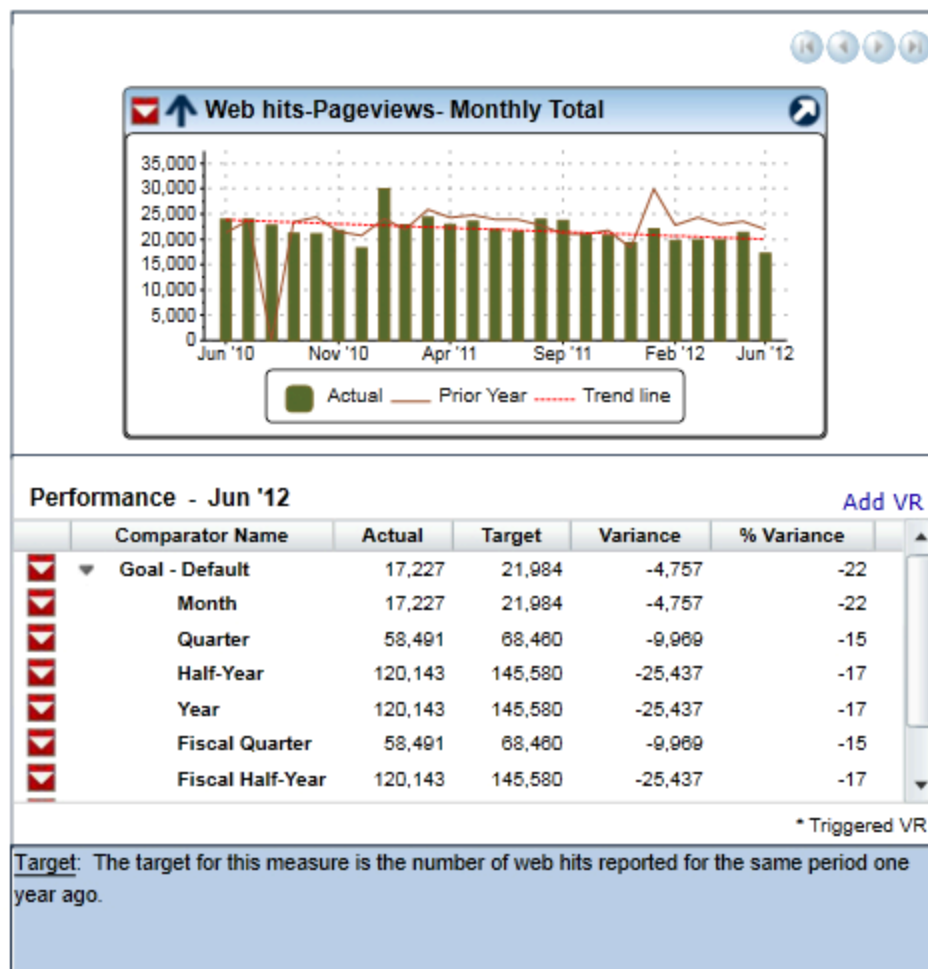 Web hits-Pageviews- Monthly Total
35,000
30,000
25,000
20,000
15,000
10,000
5,000
0
Jun '10 Nov '10 Apr '11 Sep '11 Feb '12 Jun '12
Actual Prior Year Trend line
Performance - Jun '12
Add VR
Comparator Name Actual Target Variance % Variance
Goal - Default 17,227 21,984 -4,757 -22
Month 17,227 21,984 -4,757 -22
Quarter 58,491 68,460 -9,969 -15
Half-Year 120,143 145,580 -25,437 -17
Year 120,143 145,580 -25,437 -17
Fiscal Quarter 58,491 68,460 -9,969 -15
Fiscal Half-Year 120,143 145,580 -25,437 -17
* Triggered VR
Target: The target for this measure is the number of web hits reported for the same period one
year ago.